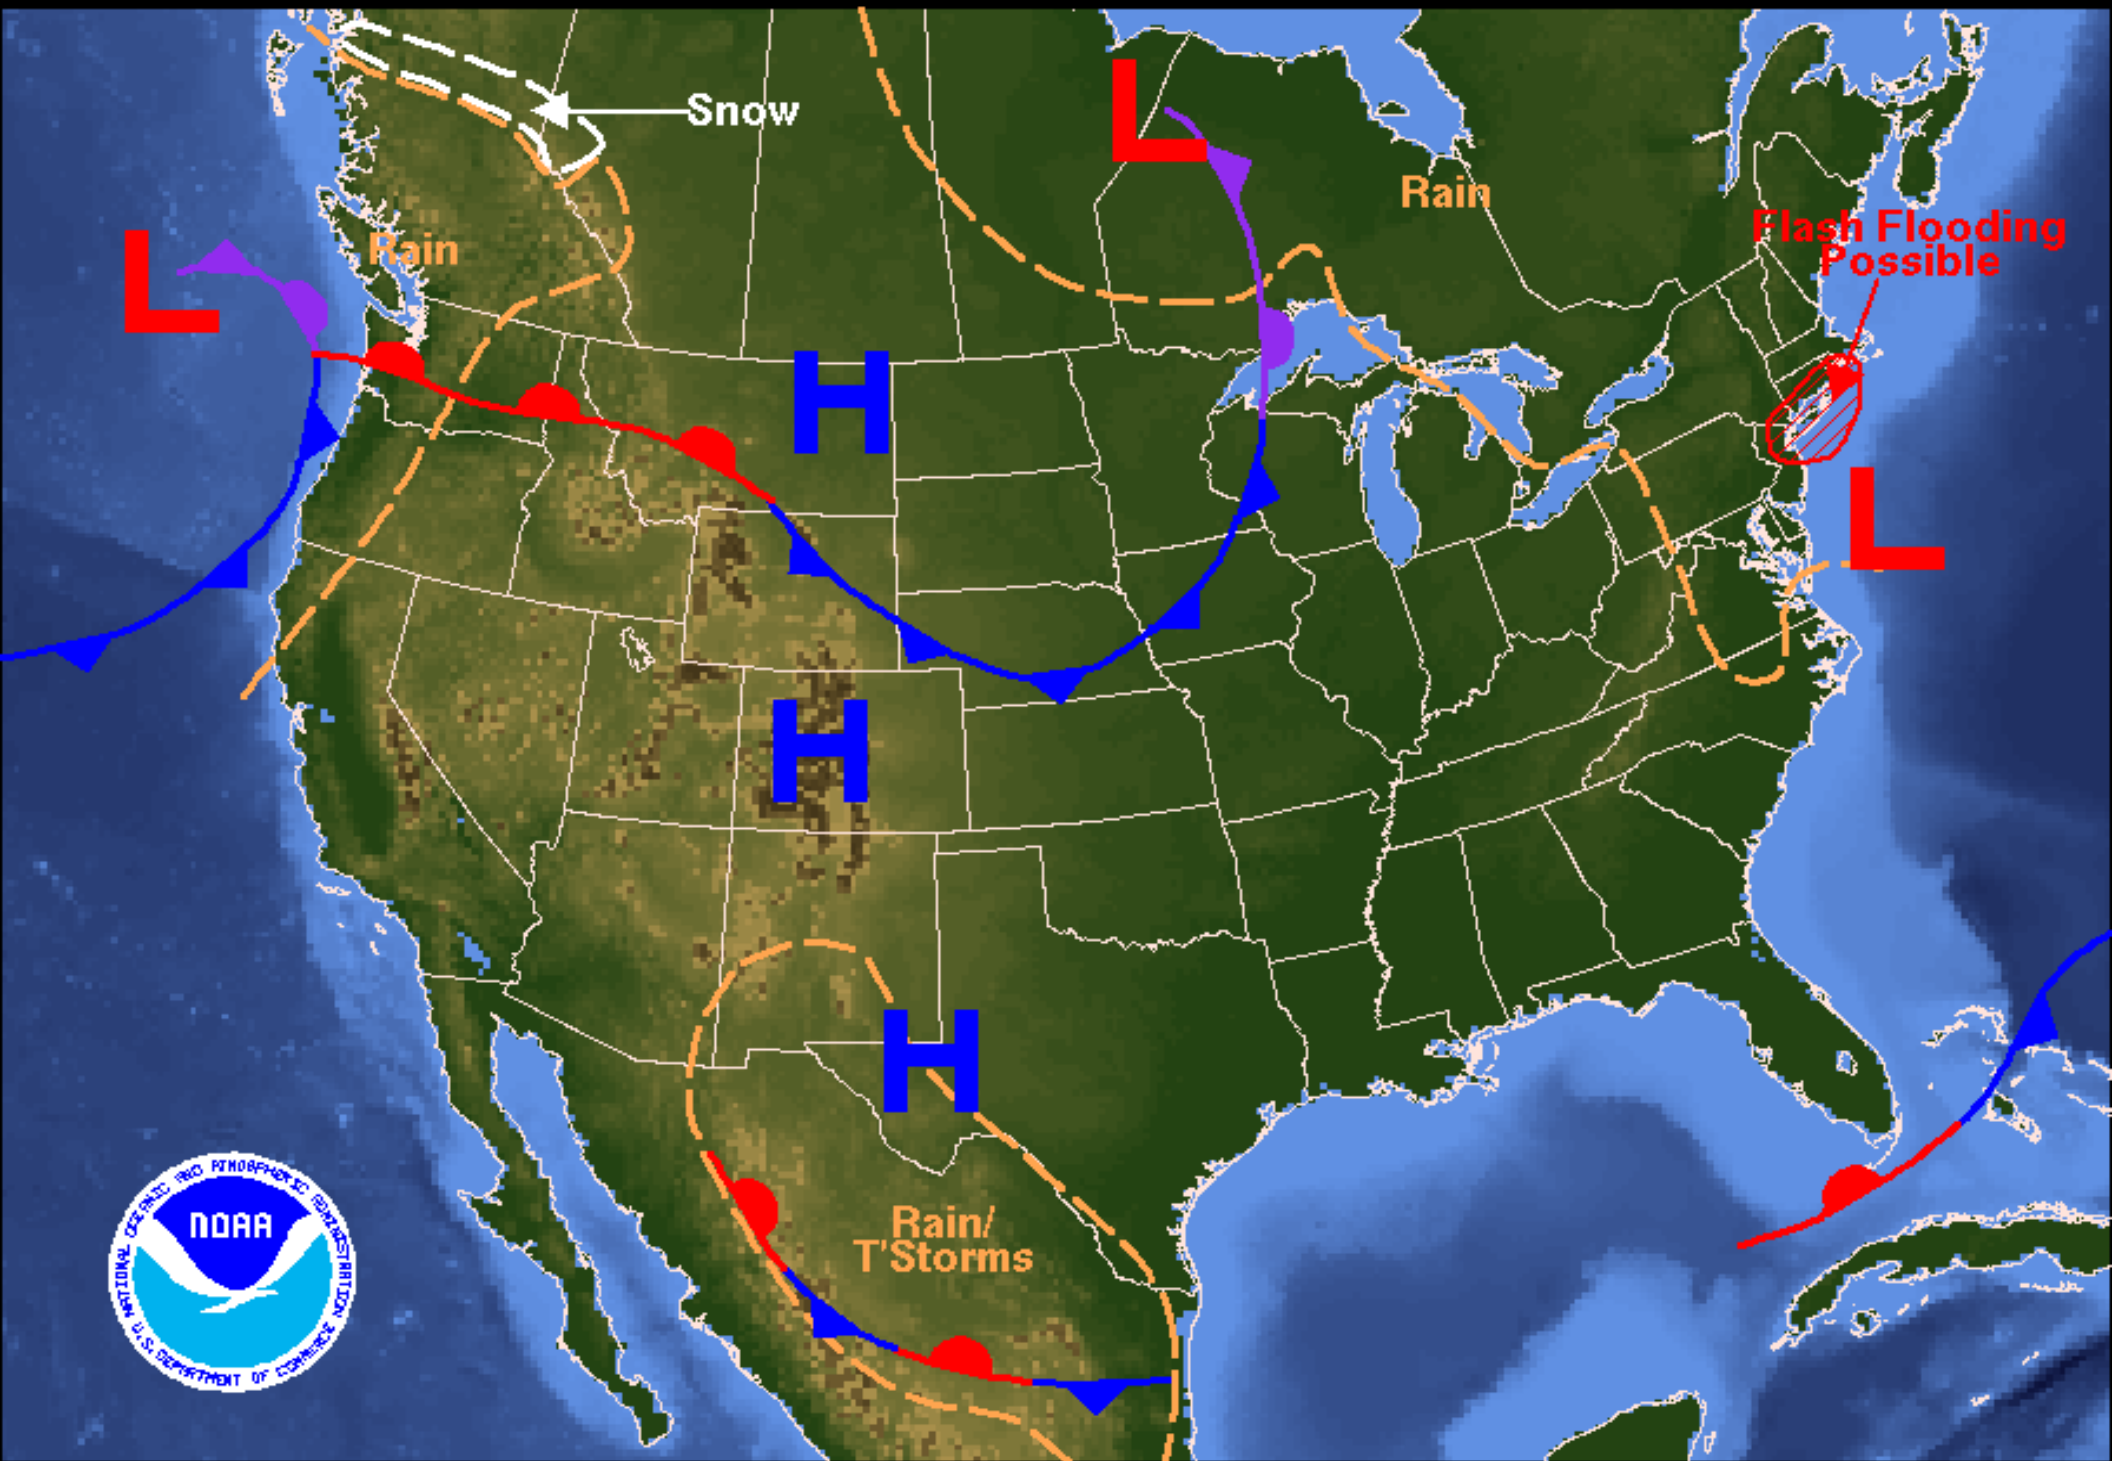 Snow
L
Rain
Flash Flooding
Possible
Rain
L
H
L
H
H
Rain/
T'Storms
NATIONAL OCEANIC AND ATMOSPHERIC ADMINISTRATION
NOAA
U.S. DEPARTMENT OF COMMERCE